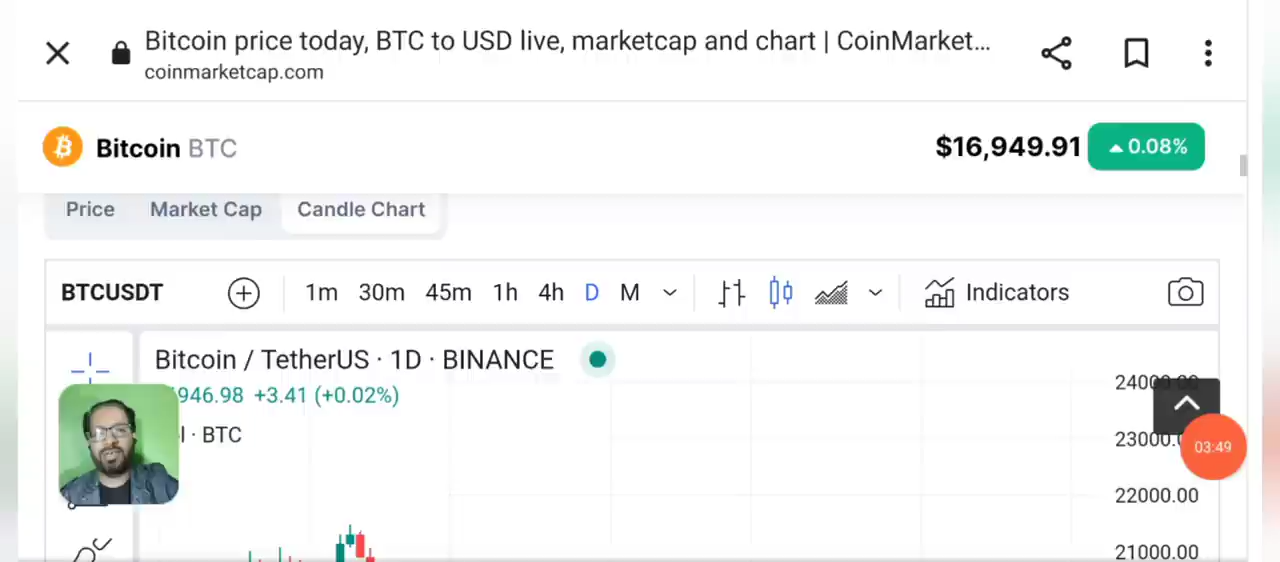 Bitcoin price today, BTC to USD live, marketcap and chart | CoinMarket...
coinmarketcap.com
Bitcoin BTC
$16,949.91 0.08%
Price Market Cap Candle Chart
BTCUSDT 1m 30m 45m 1h 4h D M Indicators
Bitcoin / TetherUS · 1D · BINANCE
946.98 +3.41 (+0.02%)
24000.00
· BTC
23000.
03:49
22000.00
21000.00